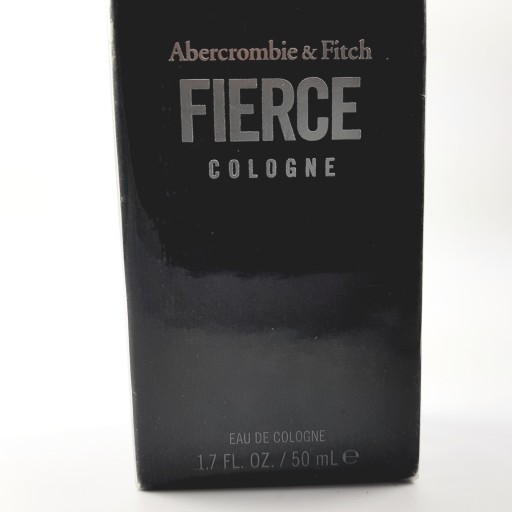 Abercrombie & Fitch
FIERCE
COLOGNE
EAU DE COLOGNE
1.7 FL. OZ. / 50 mL ℮